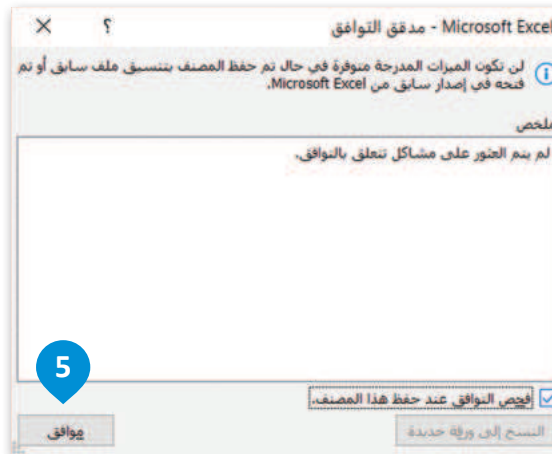 Microsoft Excel - مدقق التوافق
؟
لن تكون الميزات المدرجة متوفرة في حال تم حفظ المصنف بتنسيق ملف سابق أو تم
فتحه في إصدار سابق من Microsoft Excel.
ملخص
لم يتم العثور على مشاكل تتعلق بالتوافق.
5
فحص التوافق عند حفظ هذا المصنف.
النسخ إلى ورقة جديدة
موافق